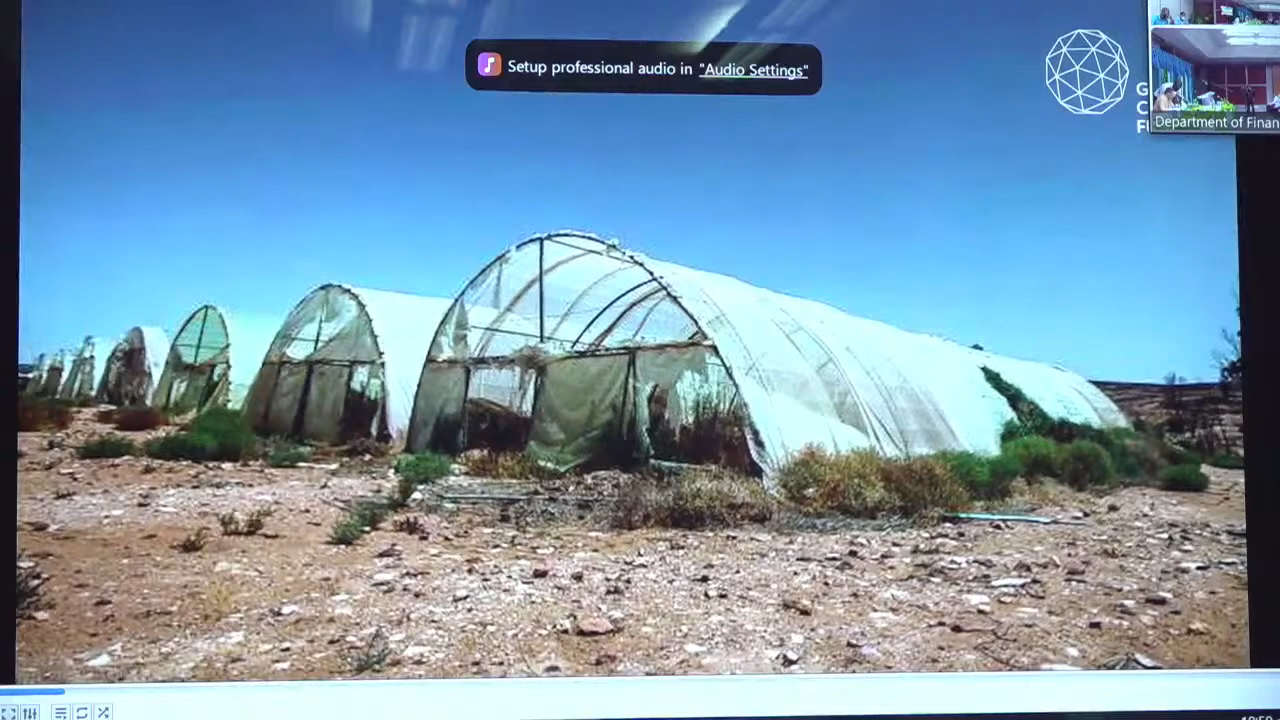 Setup professional audio in "Audio Settings"
G
C
Department of Finan